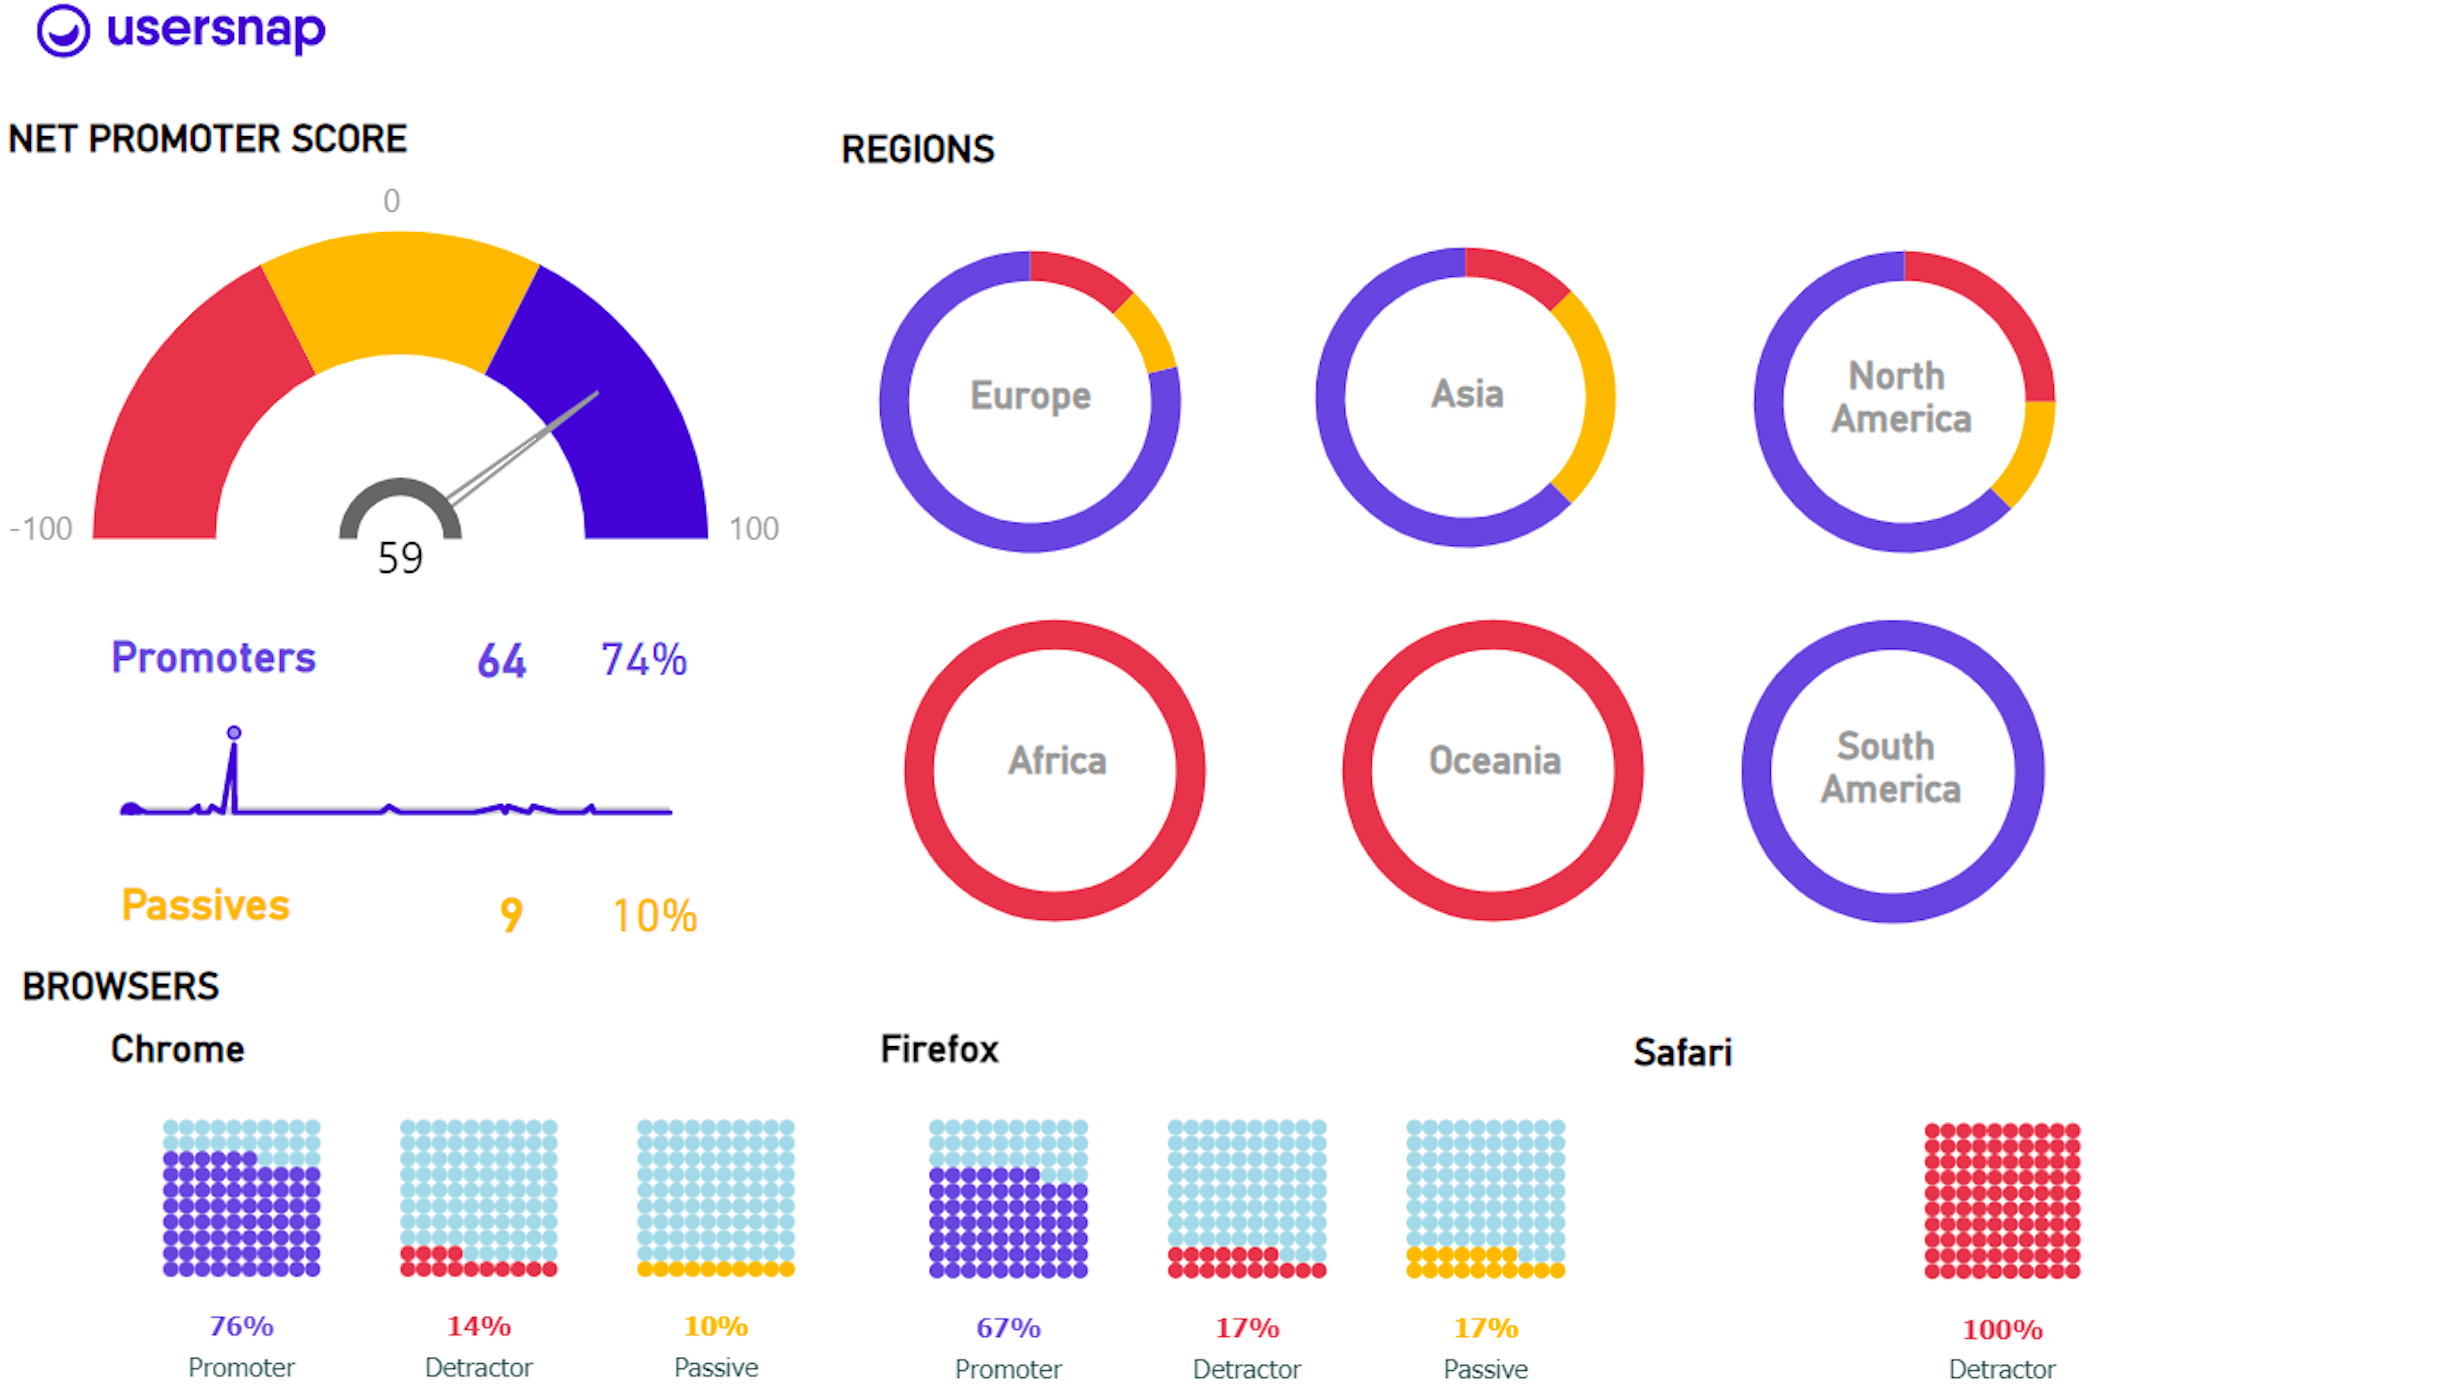 usersnap
NET PROMOTER SCORE
0
-100
100
59
Promoters 64 74%
Passives 9 10%
REGIONS
Europe
Asia
North
America
Africa
Oceania
South
America
BROWSERS
Chrome
76%
Promoter
14%
Detractor
10%
Passive
Firefox
67%
Promoter
17%
Detractor
17%
Passive
Safari
100%
Detractor